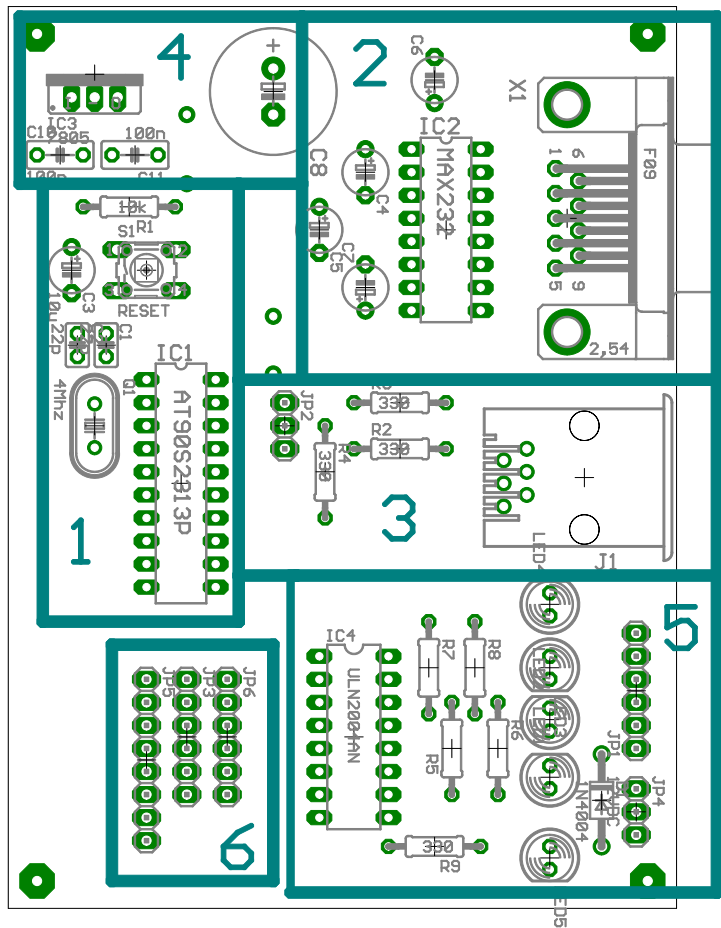 4
2
C6
X1
IC3
7805
C10
100n
100n
C11
C8
IC2
MAX232
F09
1
6
5
9
2,54
C4
C5
C7
10k
R1
S1
RESET
C3
10u
22p
C1
IC1
4Mhz
Q1
AT90S2313P
1
JP2
330
R2
330
R4
330
3
J1
LED4
5
IC4
ULN2004AN
R7
R8
R5
R6
330
R9
JP1
JP4
1N4004
LED5
JP5
JP3
JP6
6